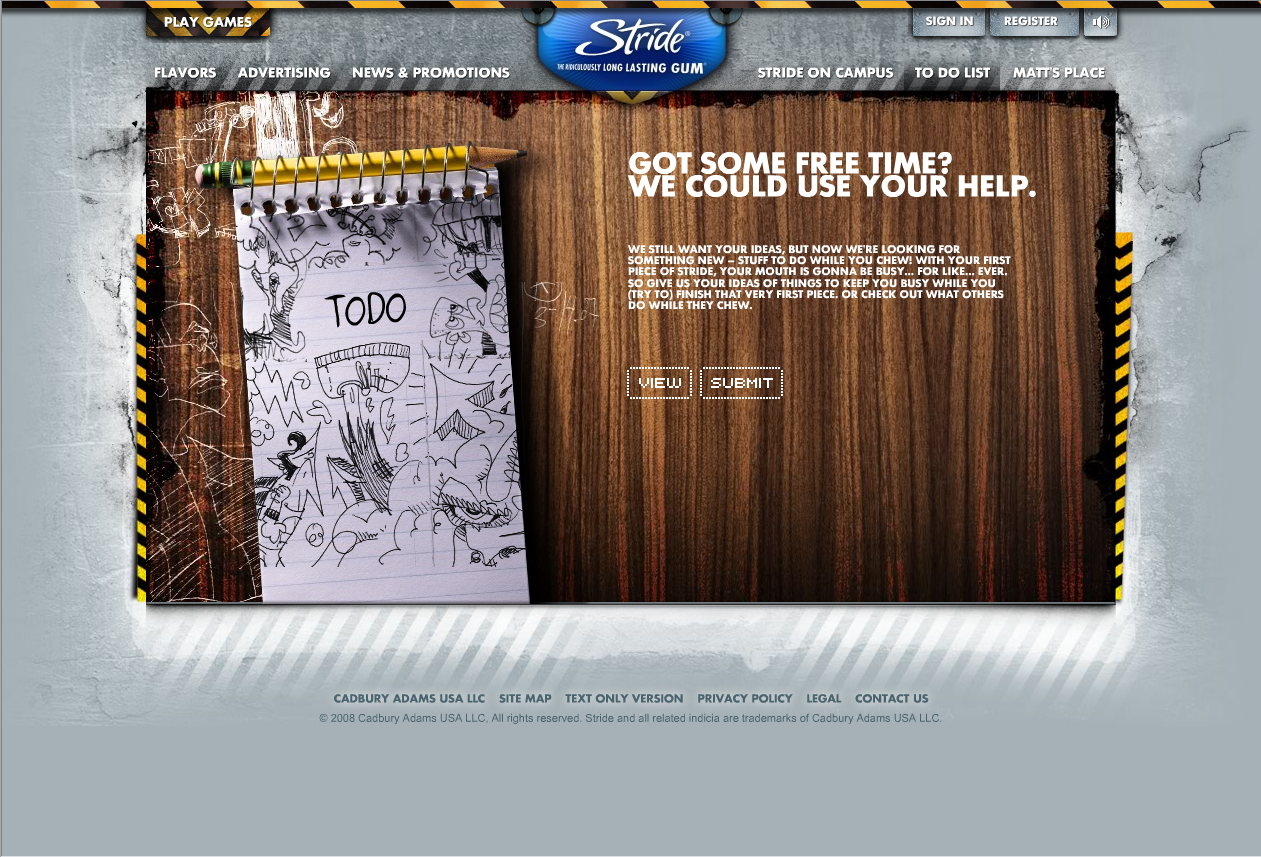 PLAY GAMES
Stride®
THE RIDICULOUSLY LONG LASTING GUM®
SIGN IN
REGISTER
FLAVORS
ADVERTISING
NEWS & PROMOTIONS
STRIDE ON CAMPUS
TO DO LIST
MATT'S PLACE
TODO
GOT SOME FREE TIME?
WE COULD USE YOUR HELP.
WE STILL WANT YOUR IDEAS, BUT NOW WE'RE LOOKING FOR
SOMETHING NEW – STUFF TO DO WHILE YOU CHEW! WITH YOUR FIRST
PIECE OF STRIDE, YOUR MOUTH IS GONNA BE BUSY... FOR LIKE... EVER.
SO GIVE US YOUR IDEAS OF THINGS TO KEEP YOU BUSY WHILE YOU
(TRY TO) FINISH THAT VERY FIRST PIECE. OR CHECK OUT WHAT OTHERS
DO WHILE THEY CHEW.
VIEW
SUBMIT
CADBURY ADAMS USA LLC
SITE MAP
TEXT ONLY VERSION
PRIVACY POLICY
LEGAL
CONTACT US
© 2008 Cadbury Adams USA LLC, All rights reserved. Stride and all related indicia are trademarks of Cadbury Adams USA LLC.